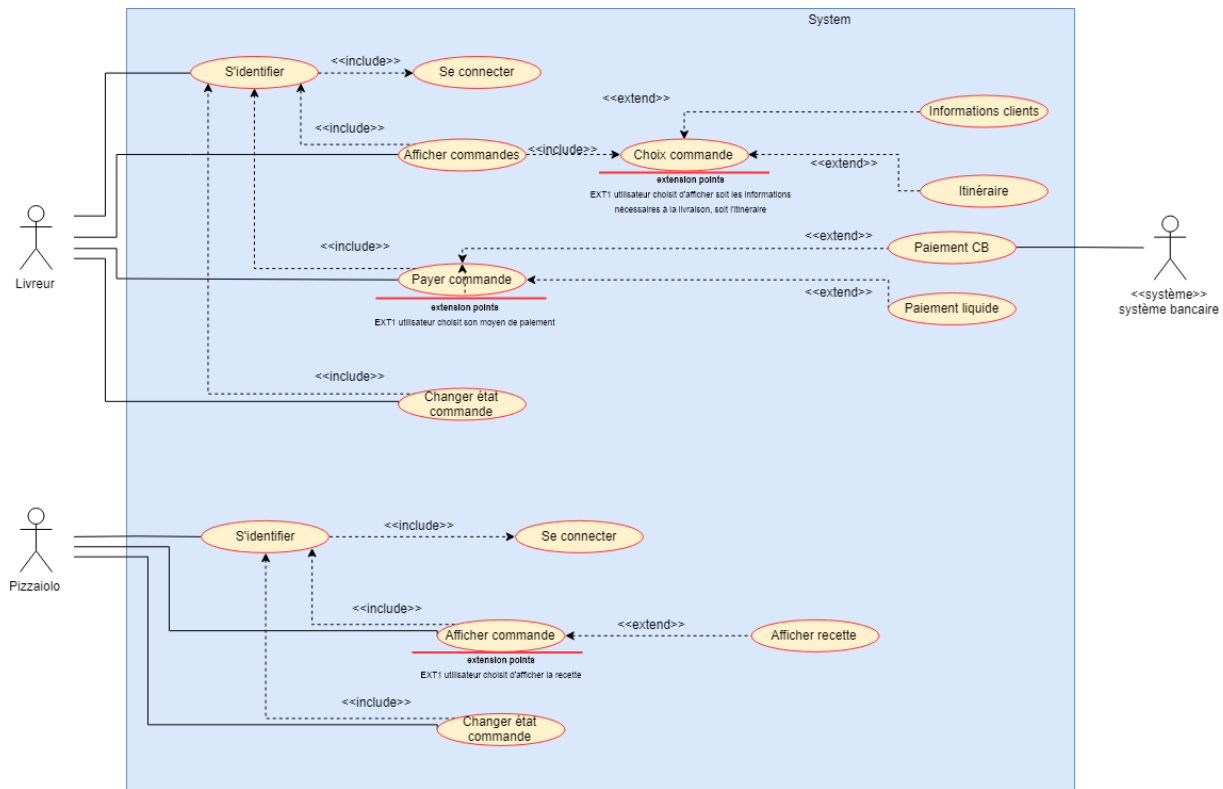 System
S'identifier
<<include>>
Se connecter
<<extend>>
Informations clients
<<include>>
Afficher commandes
<<include>>
Choix commande
<<extend>>
extension points
EXT1 utilisateur choisit d'afficher soit les informations
nécessaires à la livraison, soit l'itinéraire
Itinéraire
Livreur
<<include>>
<<extend>>
Paiement CB
Payer commande
<<extend>>
extension points
EXT1 utilisateur choisit son moyen de paiement
Paiement liquide
<<système>>
système bancaire
<<include>>
Changer état
commande
Pizzaiolo
S'identifier
<<include>>
Se connecter
<<include>>
Afficher commande
<<extend>>
Afficher recette
extension points
EXT1 utilisateur choisit d'afficher la recette
<<include>>
Changer état
commande